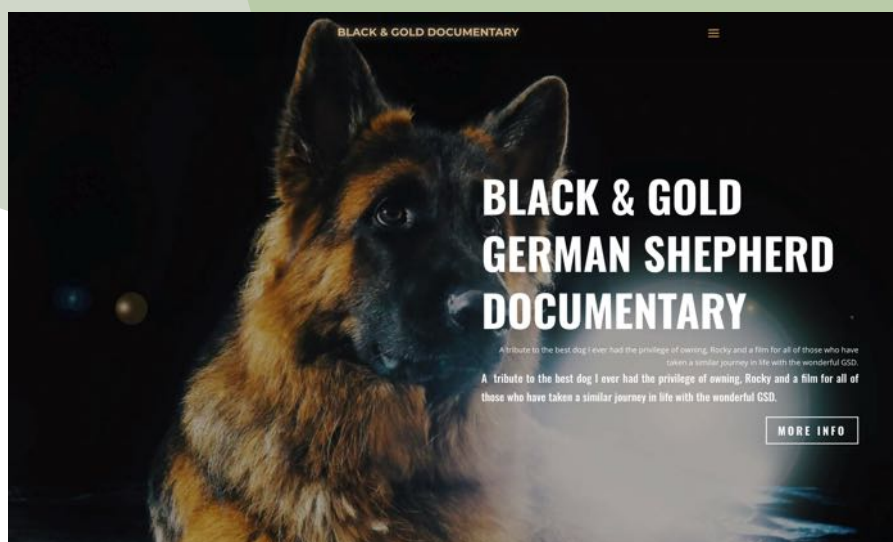 BLACK & GOLD DOCUMENTARY
BLACK & GOLD
GERMAN SHEPHERD
DOCUMENTARY
A tribute to the best dog I ever had the privilege of owning, Rocky and a film for all of those who have
taken a similar journey in life with the wonderful GSD.
A tribute to the best dog I ever had the privilege of owning, Rocky and a film for all of
those who have taken a similar journey in life with the wonderful GSD.
MORE INFO